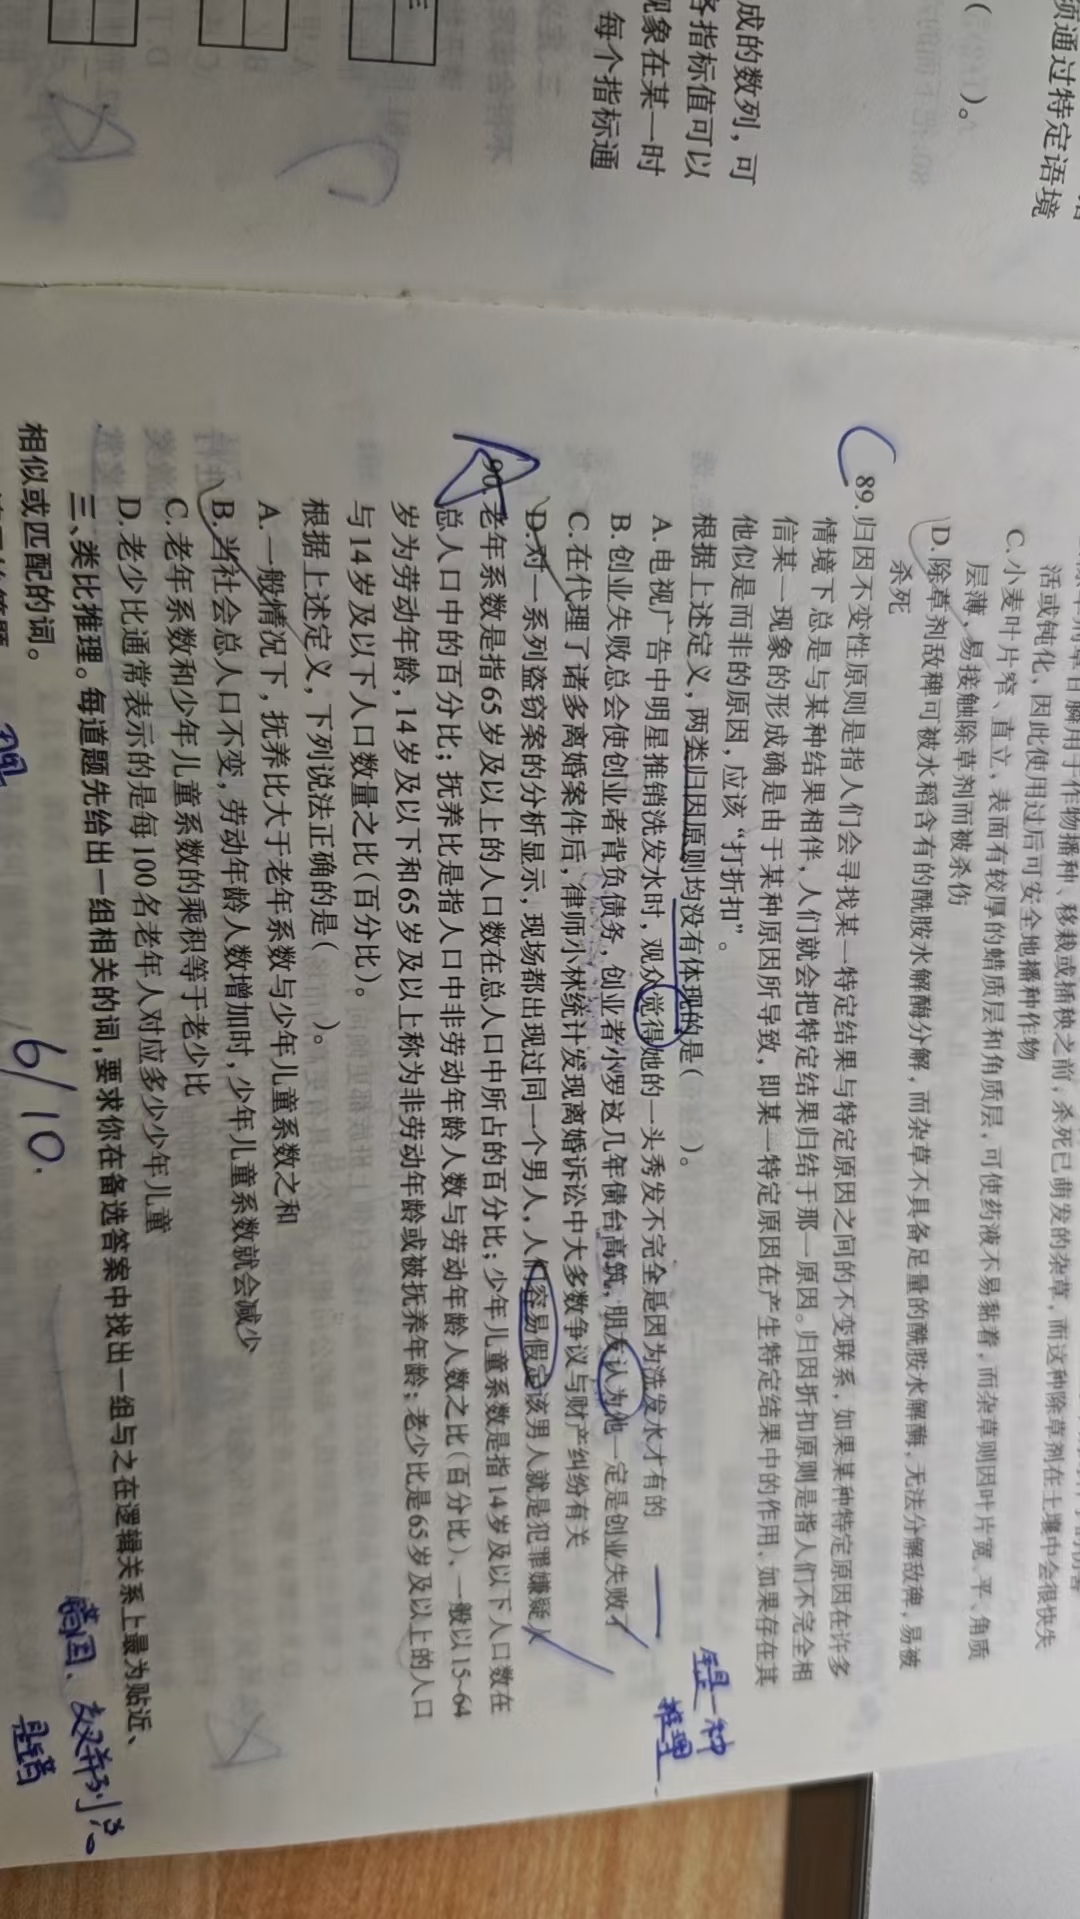 成的数列，可
各指标值可以
现象在某一时
每个指标通
须通过特定语境
(　　)。
C.小麦叶片窄、直立，表面有较厚的蜡质层和角质层，可使药液不易黏着，而杂草则因叶片宽、平、角质
活或钝化，因此使用过后可安全地播种作物
层薄，易接触除草剂而被杀伤
D.除草剂敌稗可被水稻含有的酰胺水解酶分解，而杂草不具备足量的酰胺水解酶，无法分解敌稗，易被
杀死
89.归因不变性原则是指人们会寻找某一特定结果与特定原因之间的不变联系，如果某种特定原因在许多
情境下总是与某种结果相伴，人们就会把特定结果归结于那一原因。归因折扣原则是指人们不完全相
信某一现象的形成确是由于某种原因所导致，即某一特定原因在产生特定结果中的作用，如果存在其
他似是而非的原因，应该“打折扣”。
根据上述定义，两类归因原则均没有体现的是(　　)。
A.电视广告中明星推销洗发水时，观众觉得她的一头秀发不完全是因为洗发水才有的
B.创业失败总会使创业者背负债务，创业者小罗这几年债台高筑，朋友认为他一定是创业失败了
C.在代理了诸多离婚案件后，律师小林统计发现离婚诉讼中大多数争议与财产纠纷有关
D.对一系列盗窃案的分析显示，现场都出现过同一个男人，人们容易假定该男人就是犯罪嫌疑人
是一种
推理
90.老年系数是指65岁及以上的人口数在总人口中所占的百分比；少年儿童系数是指14岁及以下人口数在
总人口中的百分比；抚养比是指人口中非劳动年龄人数与劳动年龄人数之比(百分比)、一般以15~64
岁为劳动年龄，14岁及以下和65岁及以上称为非劳动年龄或被抚养年龄；老少比是65岁及以上的人口
与14岁及以下人口数量之比(百分比)。
根据上述定义，下列说法正确的是(　　)。
A.一般情况下，抚养比大于老年系数与少年儿童系数之和
B.当社会总人口不变，劳动年龄人数增加时，少年儿童系数就会减少
C.老年系数和少年儿童系数的乘积等于老少比
D.老少比通常表示的是每100名老年人对应多少少年儿童
三、类比推理。每道题先给出一组相关的词，要求你在备选答案中找出一组与之在逻辑关系上最为贴近、
相似或匹配的词。
6/10.